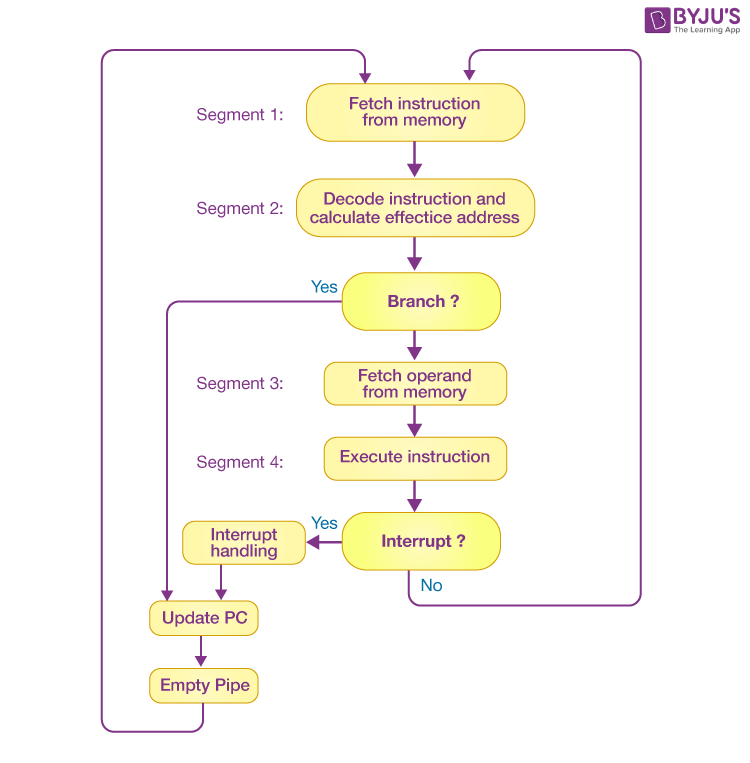 BYJU'S
The Learning App
Segment 1:
Fetch instruction
from memory
Segment 2:
Decode instruction and
calculate effectice address
Yes
Branch ?
Segment 3:
Fetch operand
from memory
Segment 4:
Execute instruction
Interrupt
handling
Yes
Interrupt ?
No
Update PC
Empty Pipe